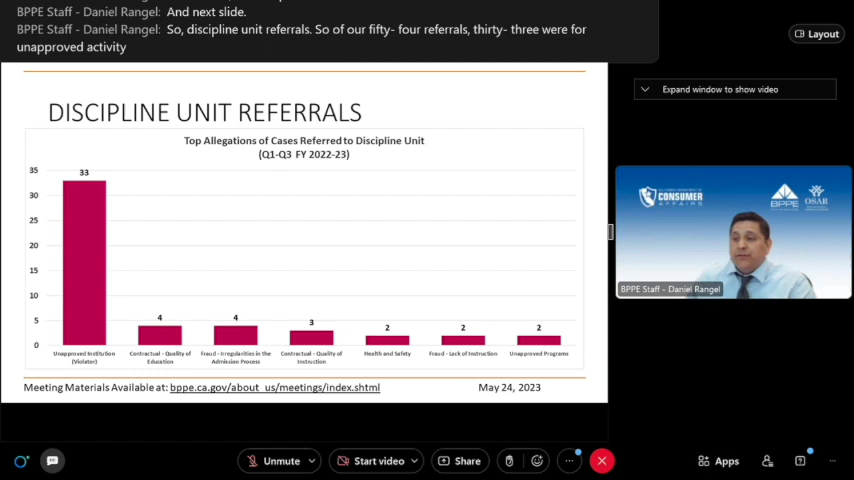 BPPE Staff - Daniel Rangel: And next slide.
BPPE Staff - Daniel Rangel: So, discipline unit referrals. So of our fifty- four referrals, thirty- three were for
unapproved activity
Layout
Expand window to show video
DISCIPLINE UNIT REFERRALS
Top Allegations of Cases Referred to Discipline Unit
(Q1-Q3 FY 2022-23)
35
30
25
20
15
10
5
0
33
4
4
3
2
2
2
Unapproved Institution
(Violater)
Contractual - Quality of
Education
Fraud - Irregularities in the
Admission Process
Contractual - Quality of
Instruction
Health and Safety
Fraud - Lack of Instruction
Unapproved Programs
Meeting Materials Available at: bppe.ca.gov/about_us/meetings/index.shtml
May 24, 2023
CONSUMER
AFFAIRS
BPPE
OSAR
BPPE Staff - Daniel Rangel
Unmute
Start video
Share
Apps